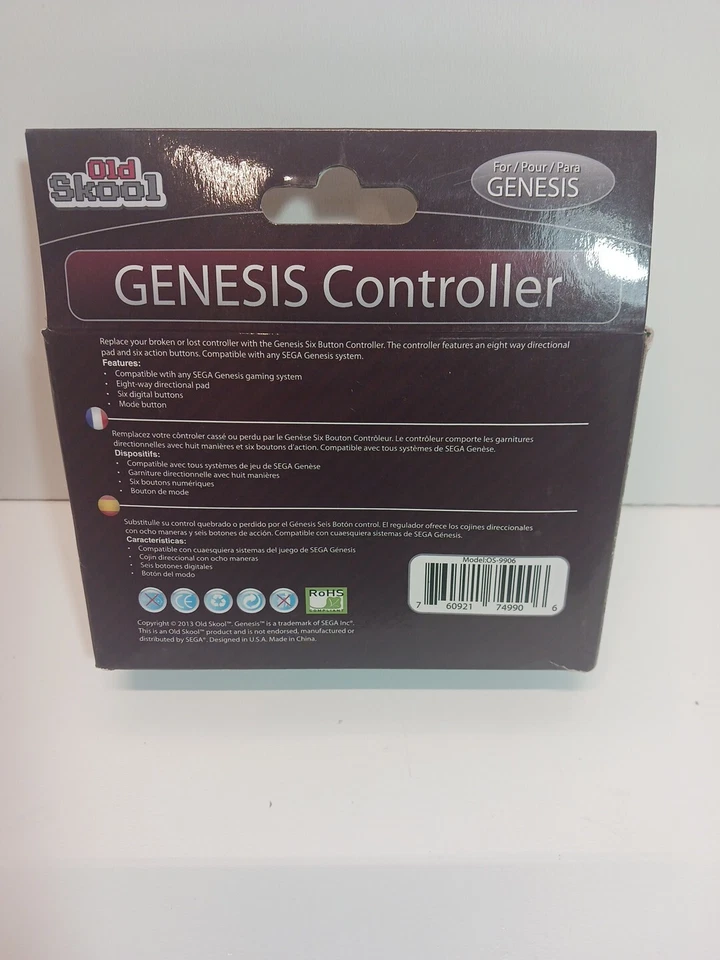 Old
Skool
For / Pour / Para
GENESIS
GENESIS Controller
Replace your broken or lost controller with the Genesis Six Button Controller. The controller features an eight way directional
pad and six action buttons. Compatible with any SEGA Genesis system.
Features:
• Compatible wtih any SEGA Genesis gaming system
• Eight-way directional pad
• Six digital buttons
• Mode button
Remplacez votre côntroler cassé ou perdu par le Genèse Six Bouton Contrôleur. Le contrôleur comporte les garnitures
directionnelles avec huit manières et six boutons d'action. Compatible avec tous systèmes de SEGA Genèse.
Dispositifs:
• Compatible avec tous systèmes de jeu de SEGA Genèse
• Garniture directionnelle avec huit manières
• Six boutons numériques
• Bouton de mode
Substitulle su control quebrado o perdido por el Génesis Seis Botón control. El regulador ofrece los cojines direccionales
con ocho maneras y seis botones de acción. Compatible com cuaesquiera sistemas de SEGA Génesis.
Caracteristicas:
• Compatible con cuaesquiera sistemas del juego de SEGA Génesis
• Cojin direccional con ocho maneras
• Seis botones digitales
• Botón del modo
Model:OS-9906
7 60921 74990 6
CE
RoHS
COMPLIANT
Copyright © 2013 Old Skool™. Genesis™ is a trademark of SEGA Inc®.
This is an Old Skool™ product and is not endorsed, manufactured or
distributed by SEGA®. Designed in U.S.A. Made in China.